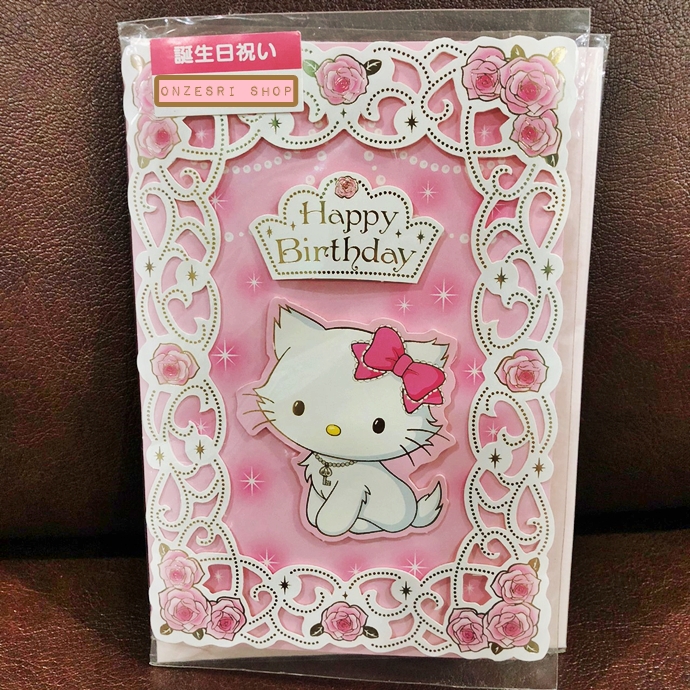 誕生日祝い
ONZESRI SHOP
Happy
Birthday